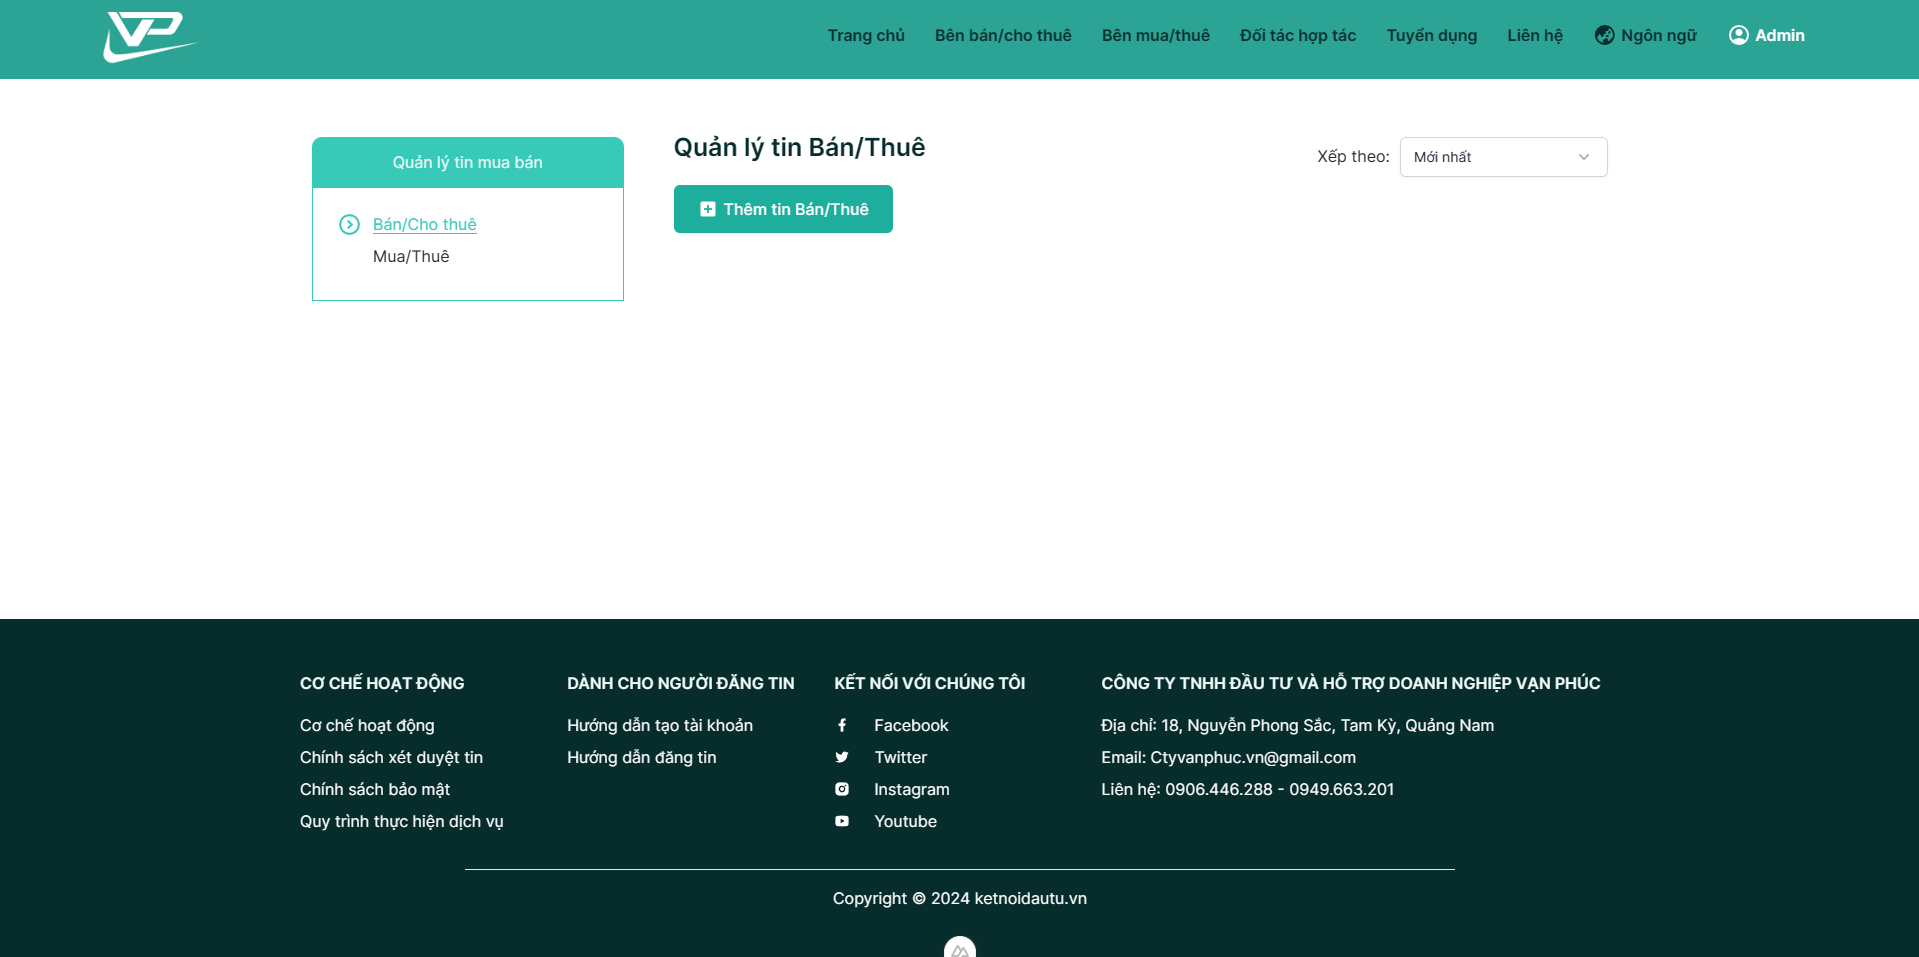 VP
Trang chủ
Bên bán/cho thuê
Bên mua/thuê
Đối tác hợp tác
Tuyển dụng
Liên hệ
Ngôn ngữ
Admin
Quản lý tin mua bán
Bán/Cho thuê
Mua/Thuê
Quản lý tin Bán/Thuê
Thêm tin Bán/Thuê
Xếp theo:
Mới nhất
CƠ CHẾ HOẠT ĐỘNG
Cơ chế hoạt động
Chính sách xét duyệt tin
Chính sách bảo mật
Quy trình thực hiện dịch vụ
DÀNH CHO NGƯỜI ĐĂNG TIN
Hướng dẫn tạo tài khoản
Hướng dẫn đăng tin
KẾT NỐI VỚI CHÚNG TÔI
Facebook
Twitter
Instagram
Youtube
CÔNG TY TNHH ĐẦU TƯ VÀ HỖ TRỢ DOANH NGHIỆP VẠN PHÚC
Địa chỉ: 18, Nguyễn Phong Sắc, Tam Kỳ, Quảng Nam
Email: Ctyvanphuc.vn@gmail.com
Liên hệ: 0906.446.288 - 0949.663.201
Copyright © 2024 ketnoidautu.vn